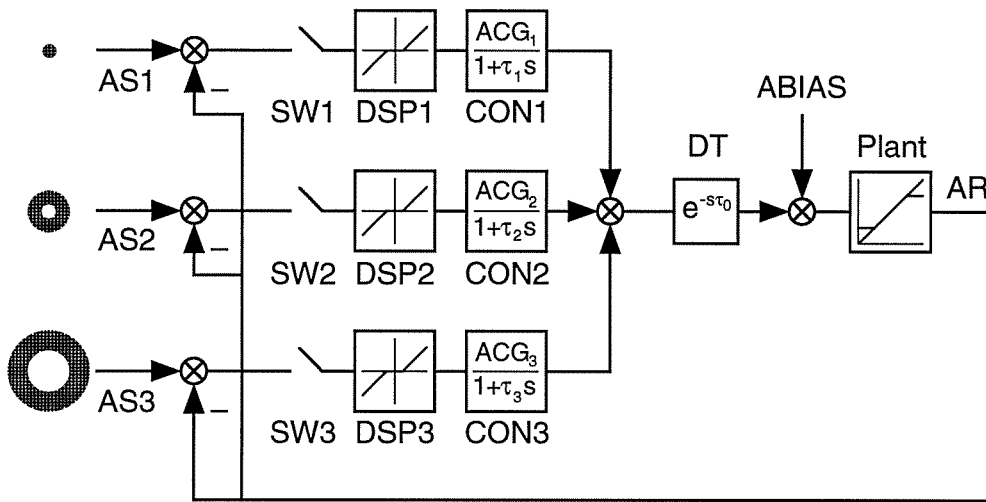 AS1
–
SW1
DSP1
ACG₁
1+τ₁s
CON1
AS2
–
SW2
DSP2
ACG₂
1+τ₂s
CON2
AS3
–
SW3
DSP3
ACG₃
1+τ₃s
CON3
DT
e^-sτ₀
ABIAS
Plant
AR